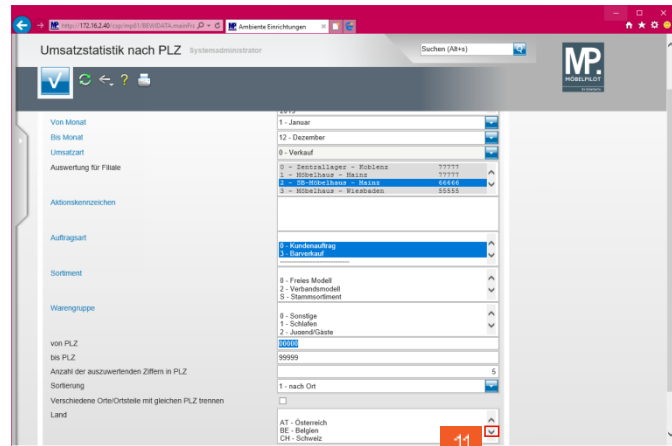 http://172.16.2.40/csp/mp61/BEWDATA.mainfra
Ambiente Einrichtungen
Umsatzstatistik nach PLZ Systemadministrator
Suchen (Alt+s)
MP.
MÖBELPILOT
Von Monat 1 - Januar
Bis Monat 12 - Dezember
Umsatzart 0 - Verkauf
Auswertung für Filiale 0 - Zentrallager - Koblenz 77777
1 - Möbelhaus - Mainz 77777
2 - SB-Möbelhaus - Mainz 66666
3 - Möbelhaus - Wiesbaden 55555
Aktionskennzeichen
Auftragsart
0 - Kundenauftrag
3 - Barverkauf
Sortiment
0 - Freies Modell
2 - Verbandsmodell
S - Stammsortiment
Warengruppe
0 - Sonstige
1 - Schlafen
2 - Jugend/Gäste
von PLZ 00000
bis PLZ 99999
Anzahl der auszuwertenden Ziffern in PLZ 5
Sortierung 1 - nach Ort
Verschiedene Orte/Ortsteile mit gleichen PLZ trennen
Land
AT - Österreich
BE - Belgien
CH - Schweiz
11